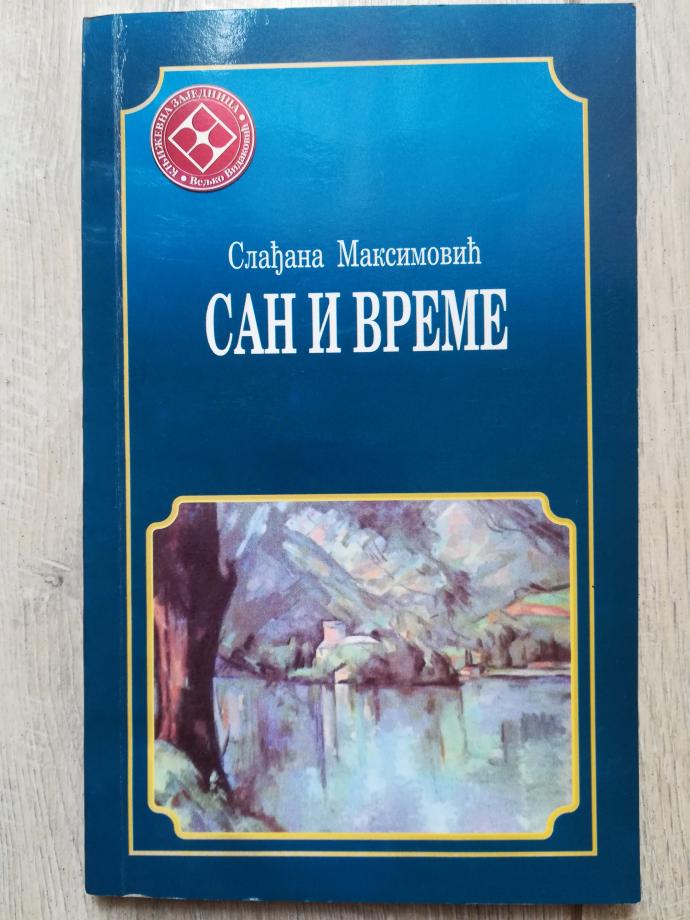 КЊИЖЕВНА ЗАЈЕДНИЦА
• Вељко Видаковић •
Слађана Максимовић
САН И ВРЕМЕ